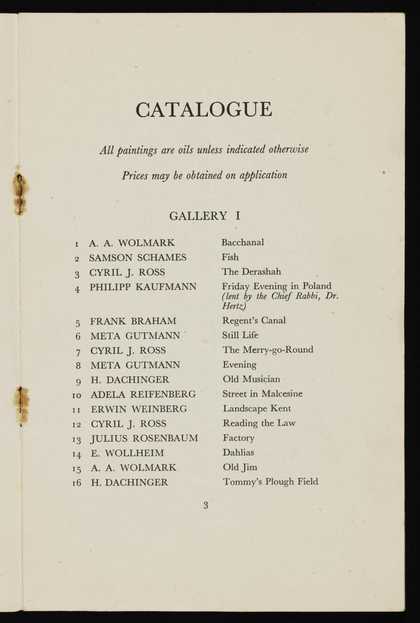 CATALOGUE
All paintings are oils unless indicated otherwise
Prices may be obtained on application
GALLERY I
1 A. A. WOLMARK Bacchanal
2 SAMSON SCHAMES Fish
3 CYRIL J. ROSS The Derashah
4 PHILIPP KAUFMANN Friday Evening in Poland
(lent by the Chief Rabbi, Dr.
Hertz)
5 FRANK BRAHAM Regent's Canal
6 META GUTMANN Still Life
7 CYRIL J. ROSS The Merry-go-Round
8 META GUTMANN Evening
9 H. DACHINGER Old Musician
10 ADELA REIFENBERG Street in Malcesine
11 ERWIN WEINBERG Landscape Kent
12 CYRIL J. ROSS Reading the Law
13 JULIUS ROSENBAUM Factory
14 E. WOLLHEIM Dahlias
15 A. A. WOLMARK Old Jim
16 H. DACHINGER Tommy's Plough Field
3